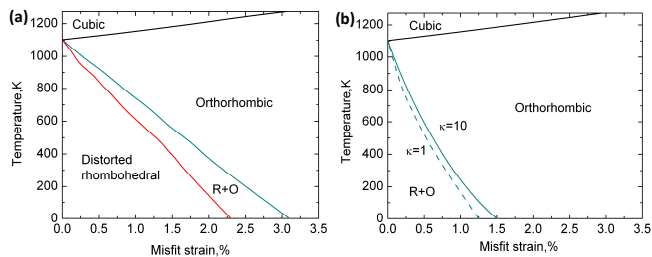 (a)
Cubic
Orthorhombic
Distorted
rhombohedral
R+O
Temperature,K
0
200
400
600
800
1000
1200
0.0 0.5 1.0 1.5 2.0 2.5 3.0 3.5
Misfit strain,%
(b)
Cubic
Orthorhombic
κ=10
κ=1
R+O
Temperature,K
0
200
400
600
800
1000
1200
0.0 0.5 1.0 1.5 2.0 2.5 3.0 3.5
Misfit strain,%